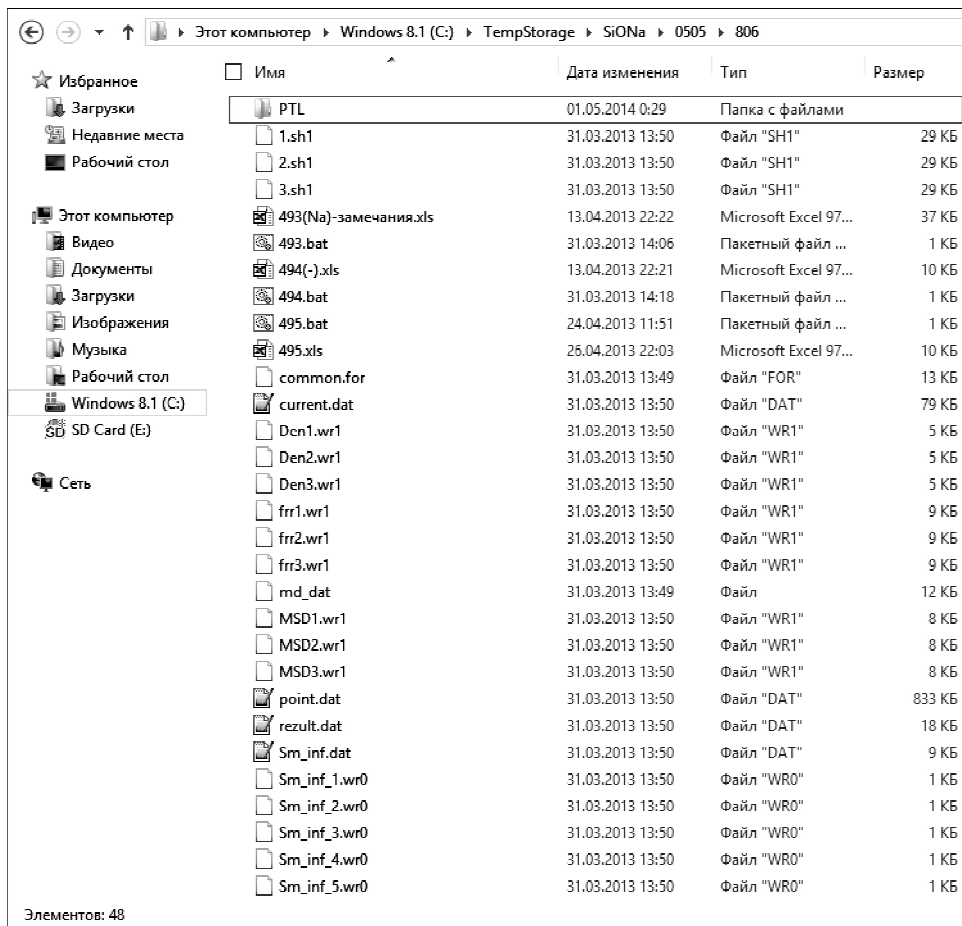 Этот компьютер ▸ Windows 8.1 (C:) ▸ TempStorage ▸ SiONa ▸ 0505 ▸ 806
Избранное
Загрузки
Недавние места
Рабочий стол
Этот компьютер
Видео
Документы
Загрузки
Изображения
Музыка
Рабочий стол
Windows 8.1 (C:)
SD Card (E:)
Сеть
Имя Дата изменения Тип Размер
PTL 01.05.2014 0:29 Папка с файлами
1.sh1 31.03.2013 13:50 Файл "SH1" 29 КБ
2.sh1 31.03.2013 13:50 Файл "SH1" 29 КБ
3.sh1 31.03.2013 13:50 Файл "SH1" 29 КБ
493(Na)-замечания.xls 13.04.2013 22:22 Microsoft Excel 97... 37 КБ
493.bat 31.03.2013 14:06 Пакетный файл ... 1 КБ
494(-).xls 13.04.2013 22:21 Microsoft Excel 97... 10 КБ
494.bat 31.03.2013 14:18 Пакетный файл ... 1 КБ
495.bat 24.04.2013 11:51 Пакетный файл ... 1 КБ
495.xls 26.04.2013 22:03 Microsoft Excel 97... 10 КБ
common.for 31.03.2013 13:49 Файл "FOR" 13 КБ
current.dat 31.03.2013 13:50 Файл "DAT" 79 КБ
Den1.wr1 31.03.2013 13:50 Файл "WR1" 5 КБ
Den2.wr1 31.03.2013 13:50 Файл "WR1" 5 КБ
Den3.wr1 31.03.2013 13:50 Файл "WR1" 5 КБ
frr1.wr1 31.03.2013 13:50 Файл "WR1" 9 КБ
frr2.wr1 31.03.2013 13:50 Файл "WR1" 9 КБ
frr3.wr1 31.03.2013 13:50 Файл "WR1" 9 КБ
md_dat 31.03.2013 13:49 Файл 12 КБ
MSD1.wr1 31.03.2013 13:50 Файл "WR1" 8 КБ
MSD2.wr1 31.03.2013 13:50 Файл "WR1" 8 КБ
MSD3.wr1 31.03.2013 13:50 Файл "WR1" 8 КБ
point.dat 31.03.2013 13:50 Файл "DAT" 833 КБ
rezult.dat 31.03.2013 13:50 Файл "DAT" 18 КБ
Sm_inf.dat 31.03.2013 13:50 Файл "DAT" 9 КБ
Sm_inf_1.wr0 31.03.2013 13:50 Файл "WR0" 1 КБ
Sm_inf_2.wr0 31.03.2013 13:50 Файл "WR0" 1 КБ
Sm_inf_3.wr0 31.03.2013 13:50 Файл "WR0" 1 КБ
Sm_inf_4.wr0 31.03.2013 13:50 Файл "WR0" 1 КБ
Sm_inf_5.wr0 31.03.2013 13:50 Файл "WR0" 1 КБ
Элементов: 48